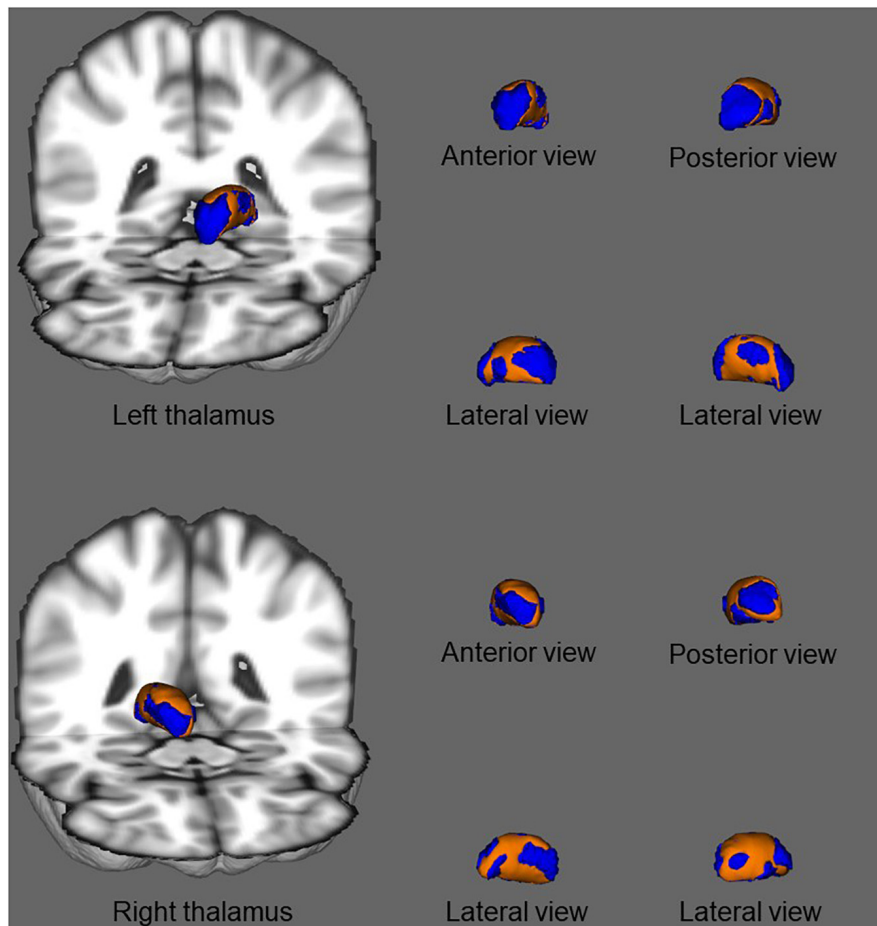 Anterior view
Posterior view
Left thalamus
Lateral view
Lateral view
Anterior view
Posterior view
Right thalamus
Lateral view
Lateral view